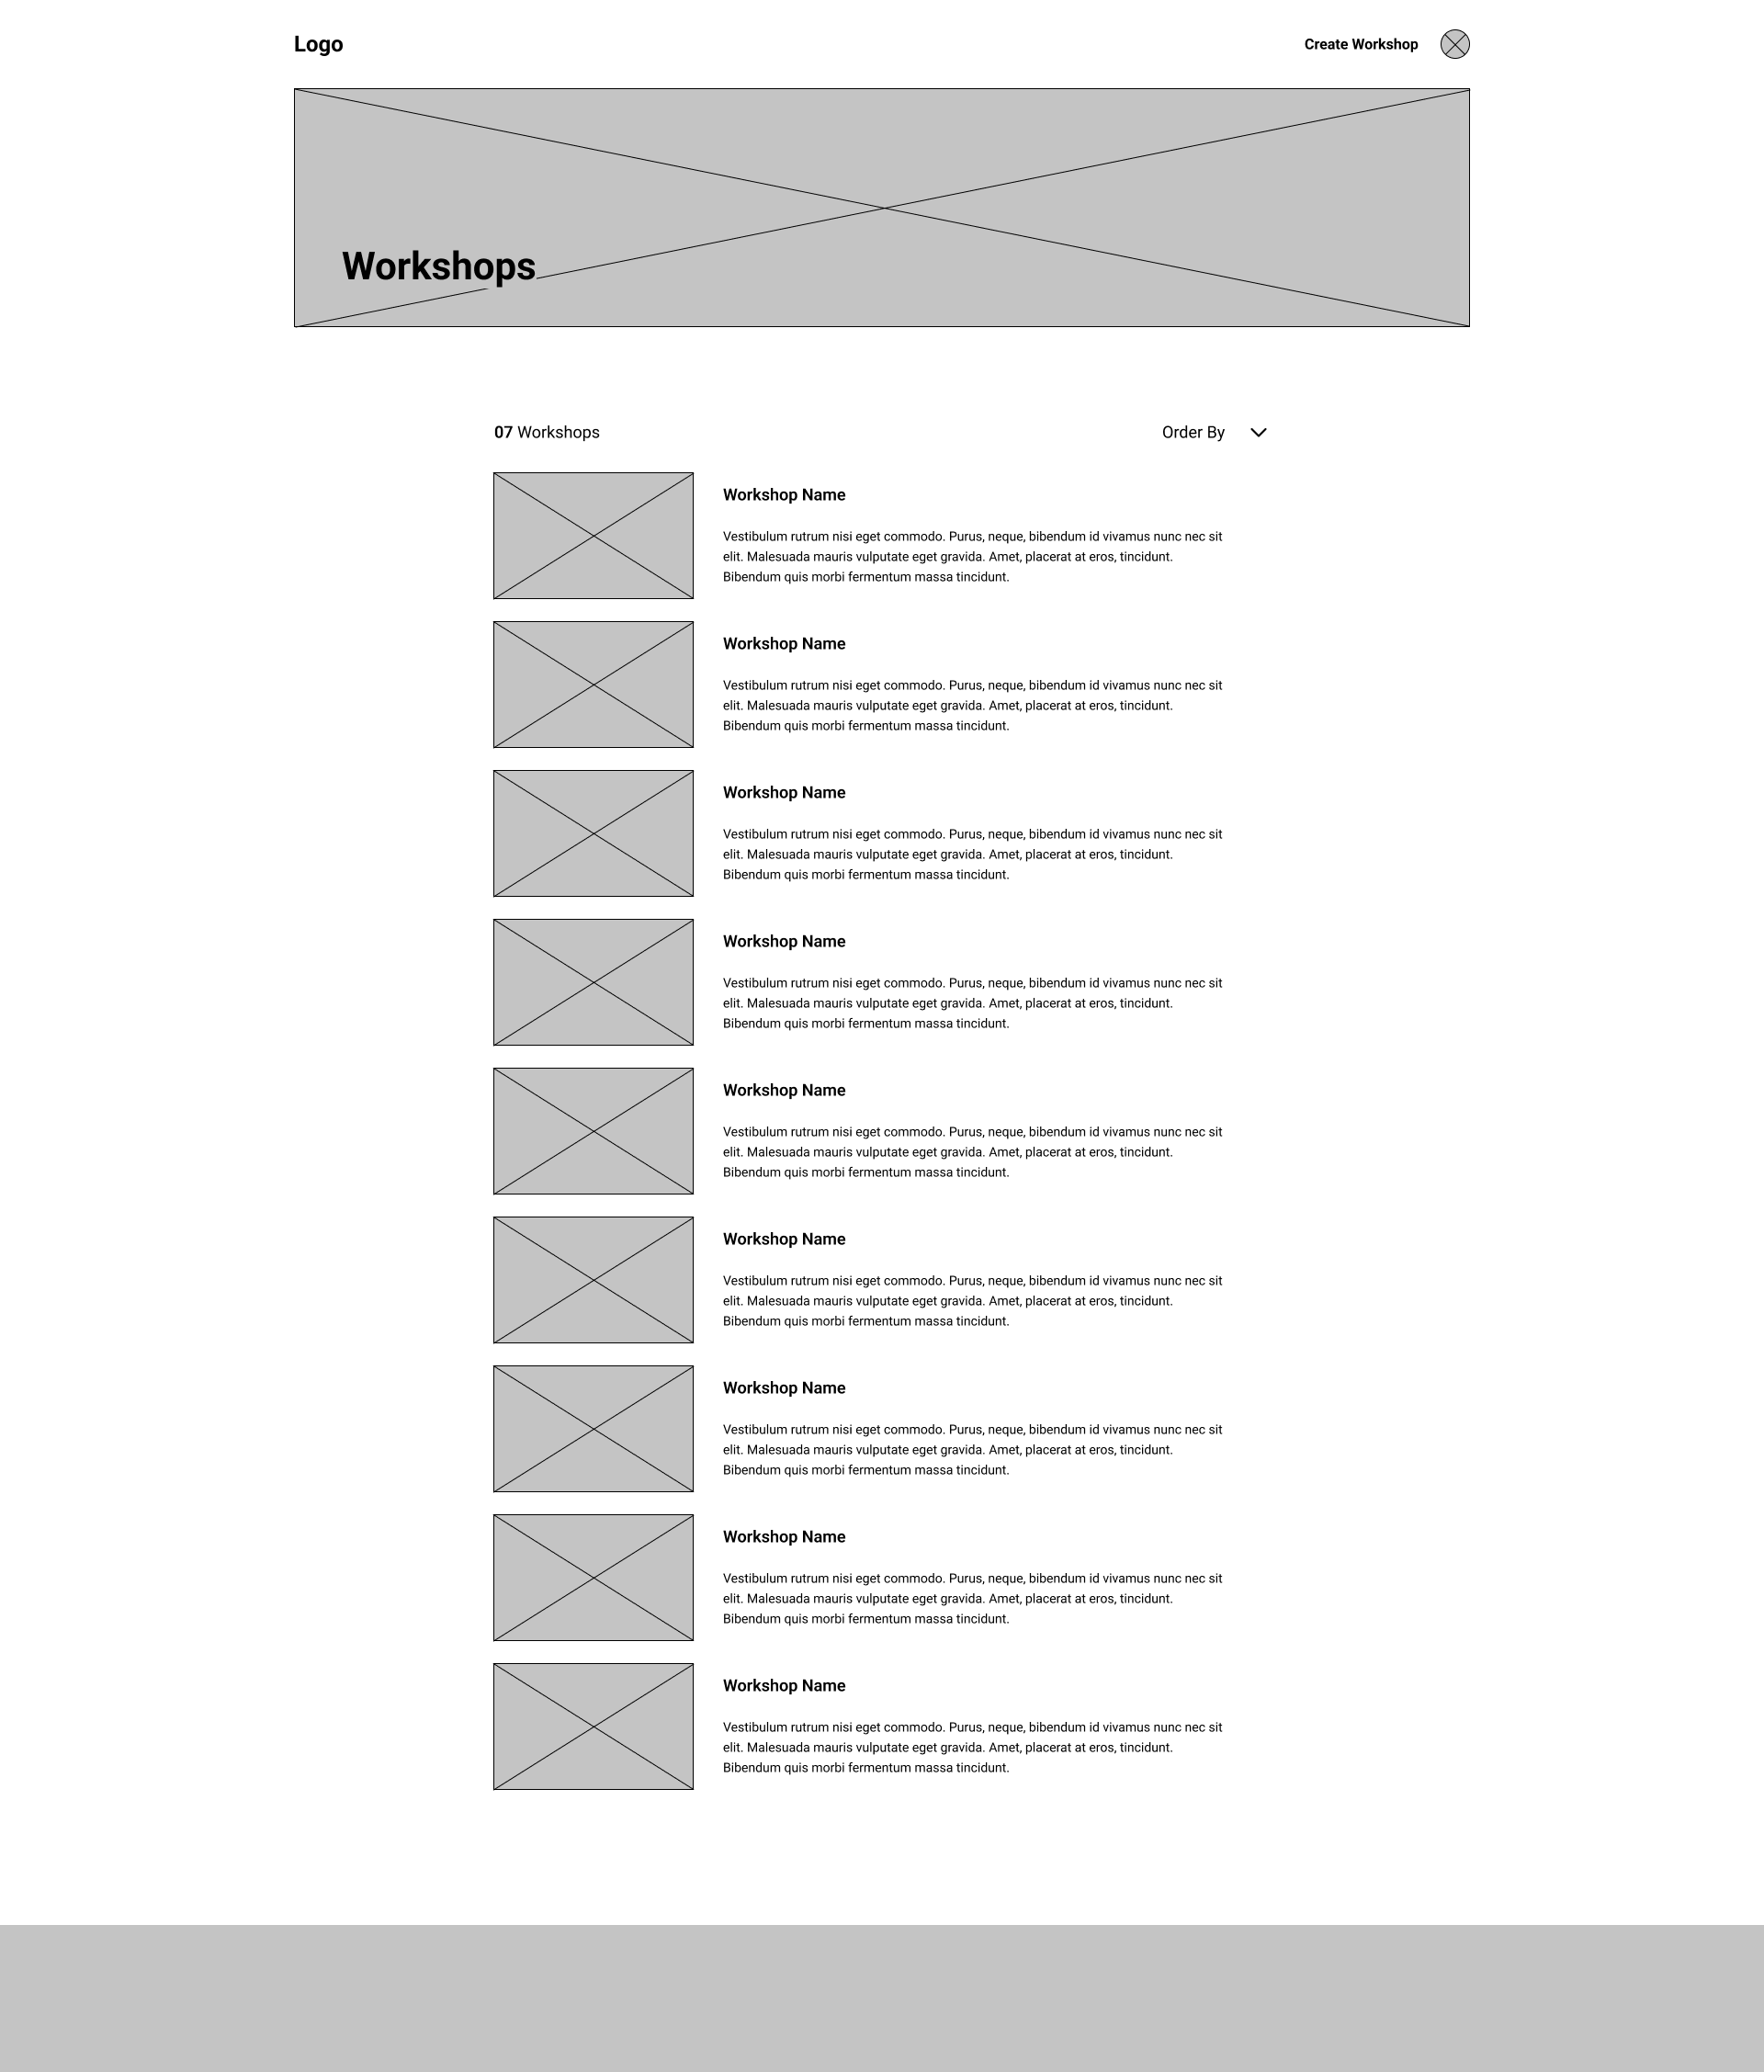 Logo
Create Workshop
Workshops
07 Workshops
Order By
Workshop Name
Vestibulum rutrum nisi eget commodo. Purus, neque, bibendum id vivamus nunc nec sit
elit. Malesuada mauris vulputate eget gravida. Amet, placerat at eros, tincidunt.
Bibendum quis morbi fermentum massa tincidunt.
Workshop Name
Vestibulum rutrum nisi eget commodo. Purus, neque, bibendum id vivamus nunc nec sit
elit. Malesuada mauris vulputate eget gravida. Amet, placerat at eros, tincidunt.
Bibendum quis morbi fermentum massa tincidunt.
Workshop Name
Vestibulum rutrum nisi eget commodo. Purus, neque, bibendum id vivamus nunc nec sit
elit. Malesuada mauris vulputate eget gravida. Amet, placerat at eros, tincidunt.
Bibendum quis morbi fermentum massa tincidunt.
Workshop Name
Vestibulum rutrum nisi eget commodo. Purus, neque, bibendum id vivamus nunc nec sit
elit. Malesuada mauris vulputate eget gravida. Amet, placerat at eros, tincidunt.
Bibendum quis morbi fermentum massa tincidunt.
Workshop Name
Vestibulum rutrum nisi eget commodo. Purus, neque, bibendum id vivamus nunc nec sit
elit. Malesuada mauris vulputate eget gravida. Amet, placerat at eros, tincidunt.
Bibendum quis morbi fermentum massa tincidunt.
Workshop Name
Vestibulum rutrum nisi eget commodo. Purus, neque, bibendum id vivamus nunc nec sit
elit. Malesuada mauris vulputate eget gravida. Amet, placerat at eros, tincidunt.
Bibendum quis morbi fermentum massa tincidunt.
Workshop Name
Vestibulum rutrum nisi eget commodo. Purus, neque, bibendum id vivamus nunc nec sit
elit. Malesuada mauris vulputate eget gravida. Amet, placerat at eros, tincidunt.
Bibendum quis morbi fermentum massa tincidunt.
Workshop Name
Vestibulum rutrum nisi eget commodo. Purus, neque, bibendum id vivamus nunc nec sit
elit. Malesuada mauris vulputate eget gravida. Amet, placerat at eros, tincidunt.
Bibendum quis morbi fermentum massa tincidunt.
Workshop Name
Vestibulum rutrum nisi eget commodo. Purus, neque, bibendum id vivamus nunc nec sit
elit. Malesuada mauris vulputate eget gravida. Amet, placerat at eros, tincidunt.
Bibendum quis morbi fermentum massa tincidunt.